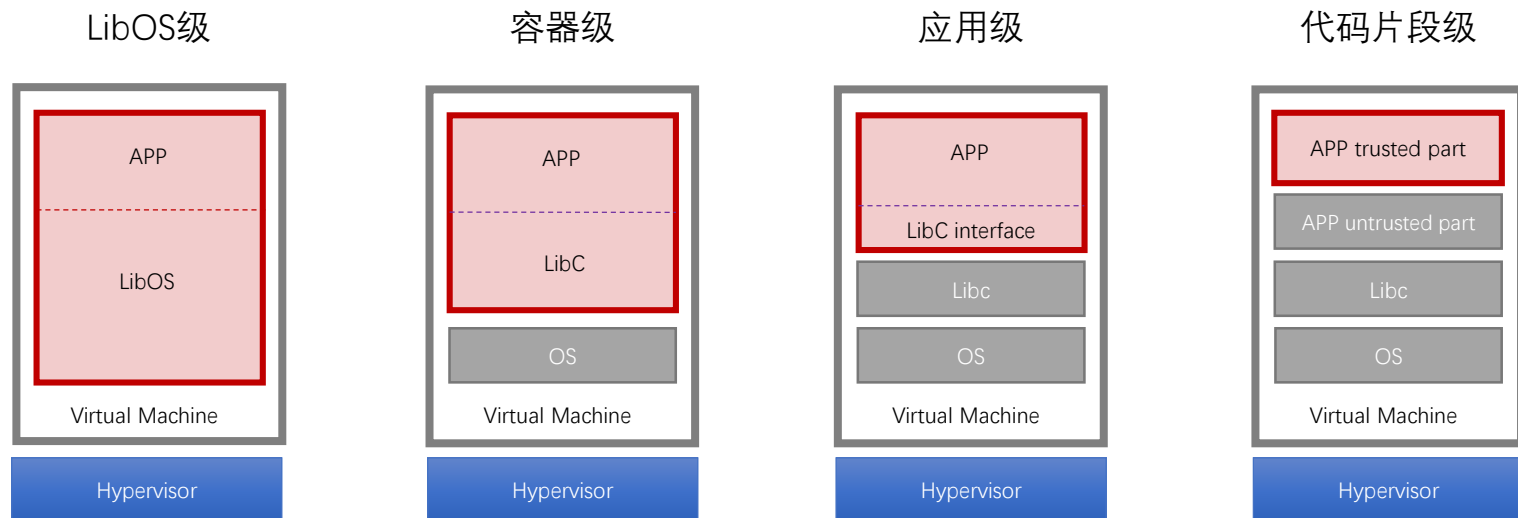 LibOS级
容器级
应用级
代码片段级
APP
LibOS
Virtual Machine
Hypervisor
APP
LibC
OS
Virtual Machine
Hypervisor
APP
LibC interface
Libc
OS
Virtual Machine
Hypervisor
APP trusted part
APP untrusted part
Libc
OS
Virtual Machine
Hypervisor